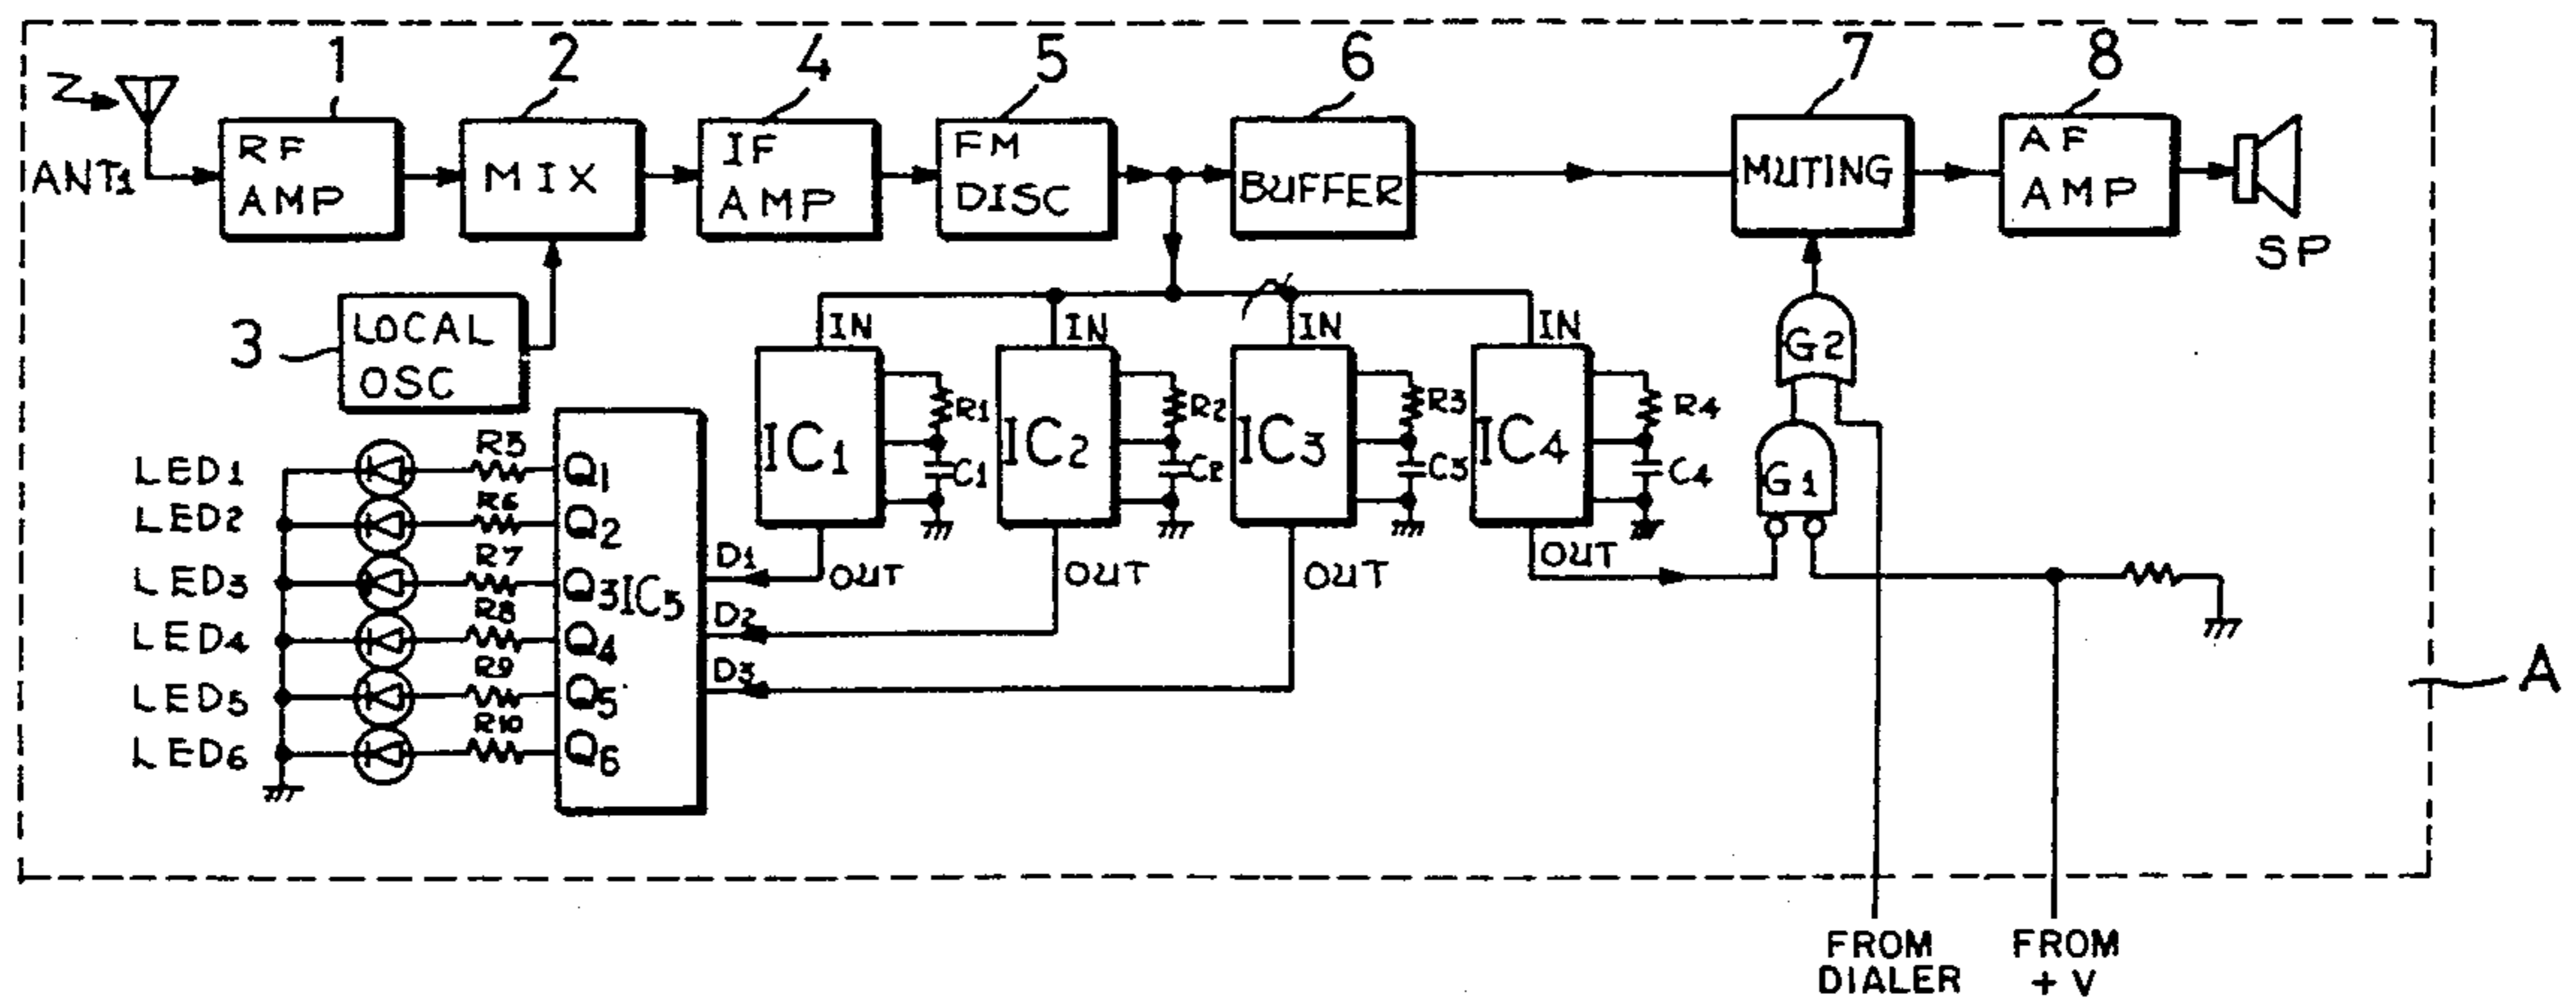 1
2
4
5
6
7
8
ANT1
RF
AMP
MIX
IF
AMP
FM
DISC
BUFFER
MUTING
AF
AMP
SP
3
LOCAL
OSC
IN
IN
IN
IN
G2
IC1
R1
C1
IC2
R2
C2
IC3
R3
C3
IC4
R4
C4
G1
LED1
R5
Q1
LED2
R6
Q2
LED3
R7
Q3
IC5
LED4
R8
Q4
LED5
R9
Q5
LED6
R10
Q6
D1
OUT
D2
OUT
D3
OUT
OUT
A
FROM
DIALER
FROM
+ V